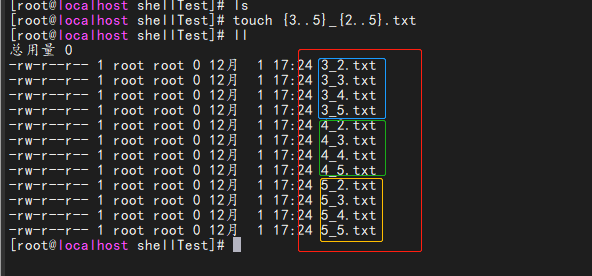 [root@localhost shellTest]# ls
[root@localhost shellTest]# touch {3..5}_{2..5}.txt
[root@localhost shellTest]# ll
总用量 0
-rw-r--r-- 1 root root 0 12月  1 17:24 3_2.txt
-rw-r--r-- 1 root root 0 12月  1 17:24 3_3.txt
-rw-r--r-- 1 root root 0 12月  1 17:24 3_4.txt
-rw-r--r-- 1 root root 0 12月  1 17:24 3_5.txt
-rw-r--r-- 1 root root 0 12月  1 17:24 4_2.txt
-rw-r--r-- 1 root root 0 12月  1 17:24 4_3.txt
-rw-r--r-- 1 root root 0 12月  1 17:24 4_4.txt
-rw-r--r-- 1 root root 0 12月  1 17:24 4_5.txt
-rw-r--r-- 1 root root 0 12月  1 17:24 5_2.txt
-rw-r--r-- 1 root root 0 12月  1 17:24 5_3.txt
-rw-r--r-- 1 root root 0 12月  1 17:24 5_4.txt
-rw-r--r-- 1 root root 0 12月  1 17:24 5_5.txt
[root@localhost shellTest]#